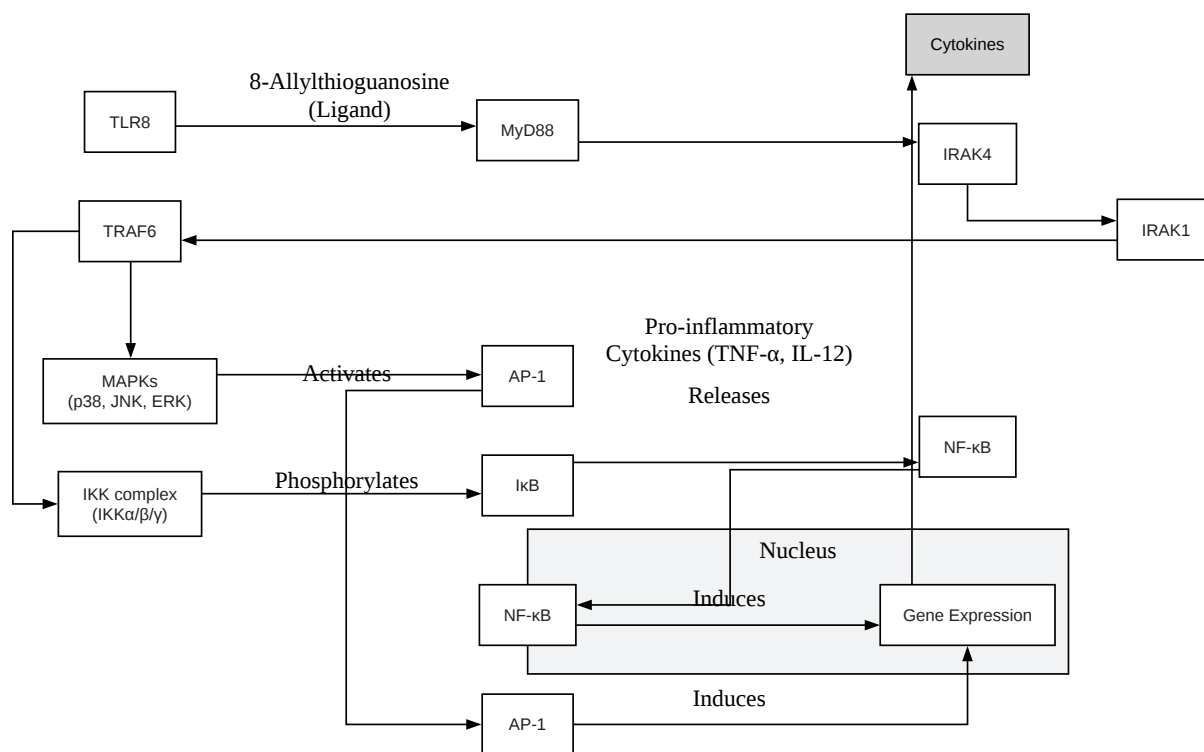 Cytokines
8-Allylthioguanosine
(Ligand)
TLR8
MyD88
IRAK4
TRAF6
IRAK1
Pro-inflammatory
Cytokines (TNF-α, IL-12)
Releases
MAPKs
(p38, JNK, ERK)
Activates
AP-1
NF-κB
IKK complex
(IKKα/β/γ)
Phosphorylates
IκB
Nucleus
NF-κB
Induces
Gene Expression
Induces
AP-1